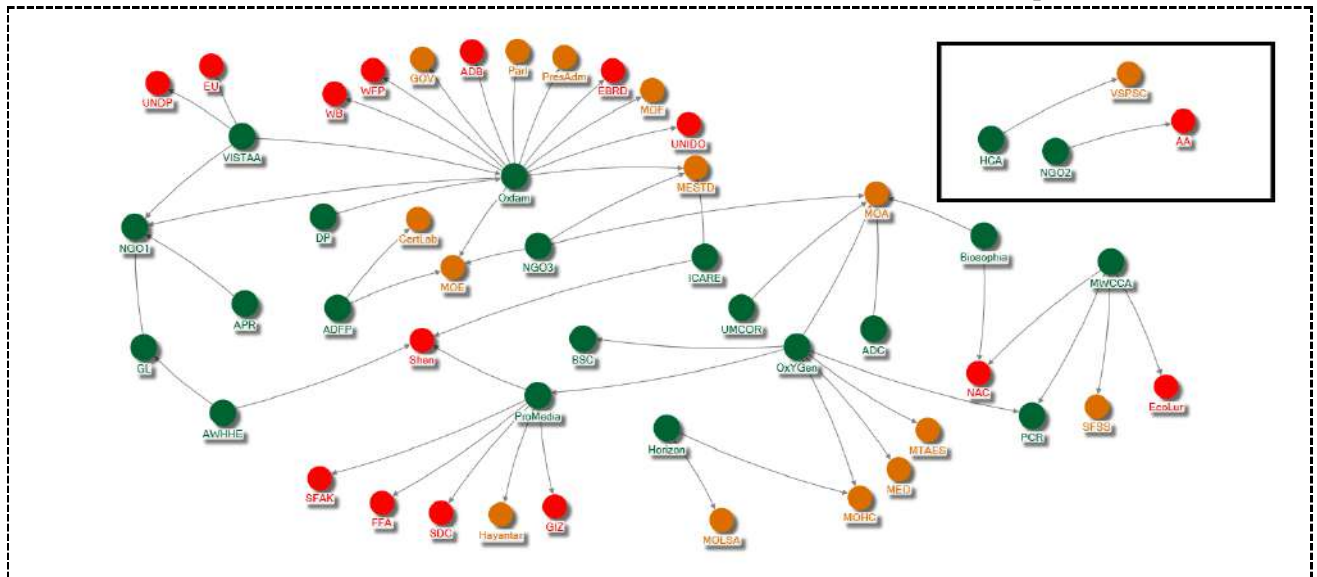 GOV
ADB
Parl
PresAdm
EU
WFP
EBRD
UNDP
WB
MOF
VSPSC
UNIDO
AA
VISTAA
HCA
NGO2
MESTD
Oxfam
MOA
CertLab
DP
NGO1
Biosophia
NGO3
ICARE
MOE
MWCCA
APR
ADFP
UMCOR
ADC
Shen
BSC
GL
OxYGen
NAC
EcoLur
ProMedia
SFSS
AWHHE
PCR
Horizon
MTAES
MED
SFAK
MOHC
FFA
SDC
Hayantar
GIZ
MOLSA